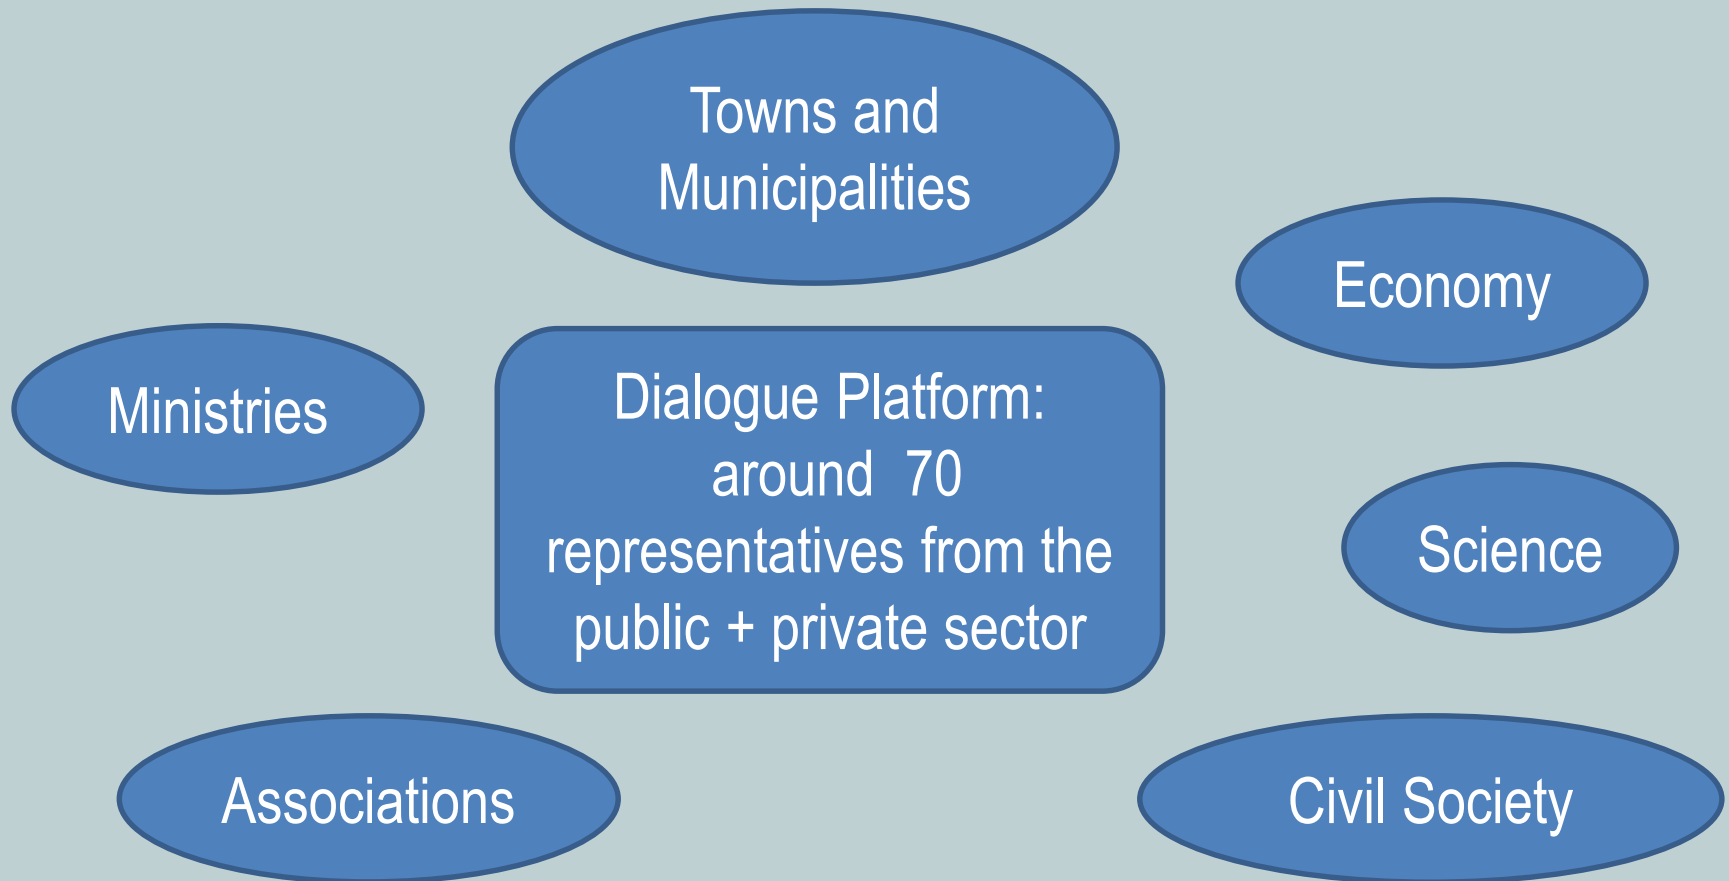 Towns and
Municipalities
Economy
Ministries
Dialogue Platform:
around  70
representatives from the
public + private sector
Science
Associations
Civil Society